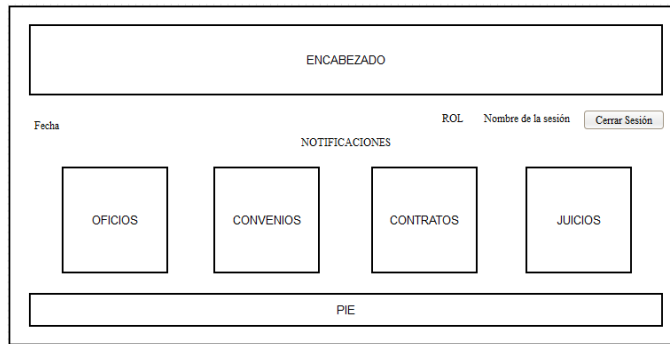 ENCABEZADO
Fecha
ROL Nombre de la sesión Cerrar Sesión
NOTIFICACIONES
OFICIOS CONVENIOS CONTRATOS JUICIOS
PIE